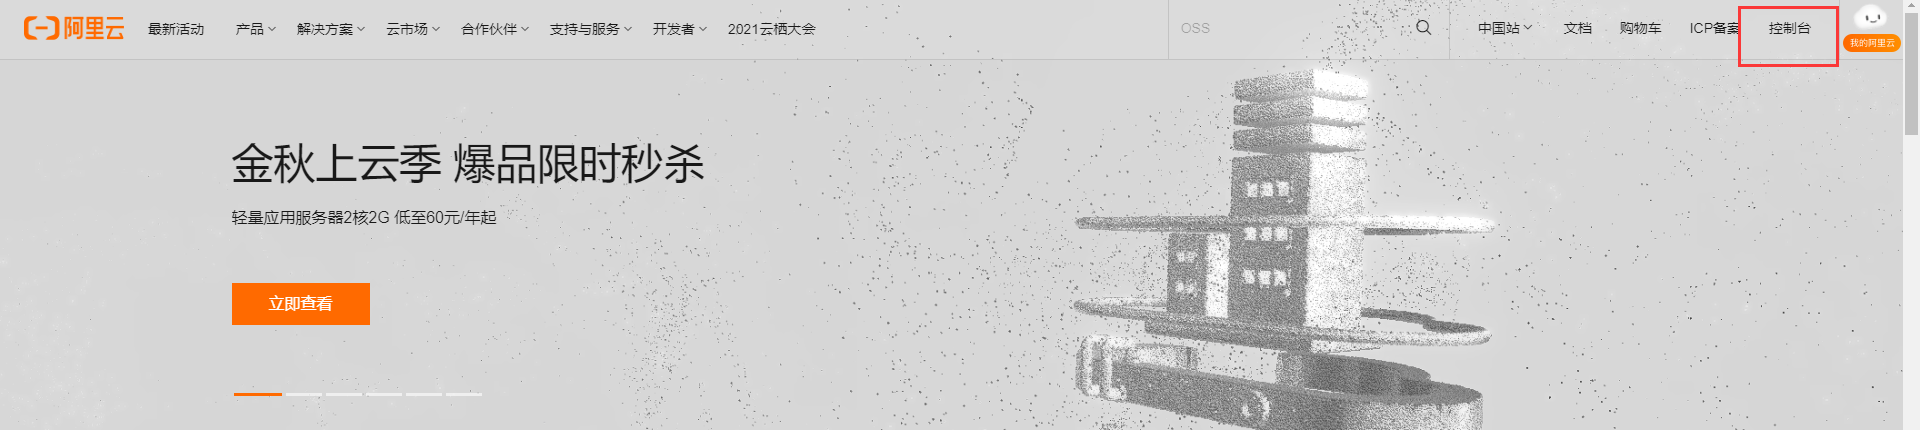 阿里云 最新活动 产品 解决方案 云市场 合作伙伴 支持与服务 开发者 2021云栖大会 OSS 中国站 文档 购物车 ICP备案 控制台
我的阿里云
金秋上云季 爆品限时秒杀
轻量应用服务器2核2G 低至60元/年起
立即查看